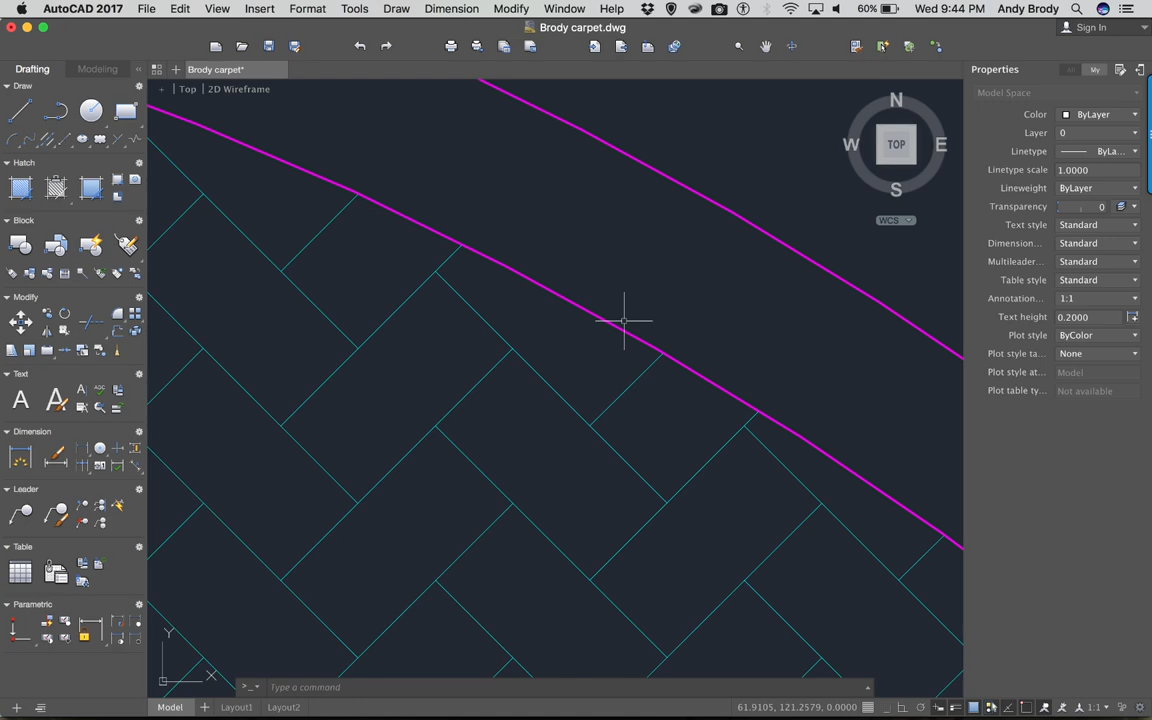 AutoCAD 2017 File Edit View Insert Format Tools Draw Dimension Modify Window Help 60% Wed 9:44 PM Andy Brody
Brody carpet.dwg
Sign In
Drafting Modeling «
Brody carpet*
Properties All My
Draw
Top 2D Wireframe
Model Space
N
W TOP E
S
WCS
Color ByLayer
Layer 0
Linetype ByLa...
Linetype scale 1.0000
Lineweight ByLayer
Transparency 0
Text style Standard
Dimension... Standard
Multileader... Standard
Table style Standard
Annotation... 1:1
Text height 0.2000
Plot style ByColor
Plot style ta... None
Plot style at... Model
Plot table ty... Not available
Hatch
Block
Modify
Text
A A
Dimension
Leader
Table
Parametric
Y
X
>_ Type a command
Model Layout1 Layout2 61.9105, 121.2579, 0.0000 1:1